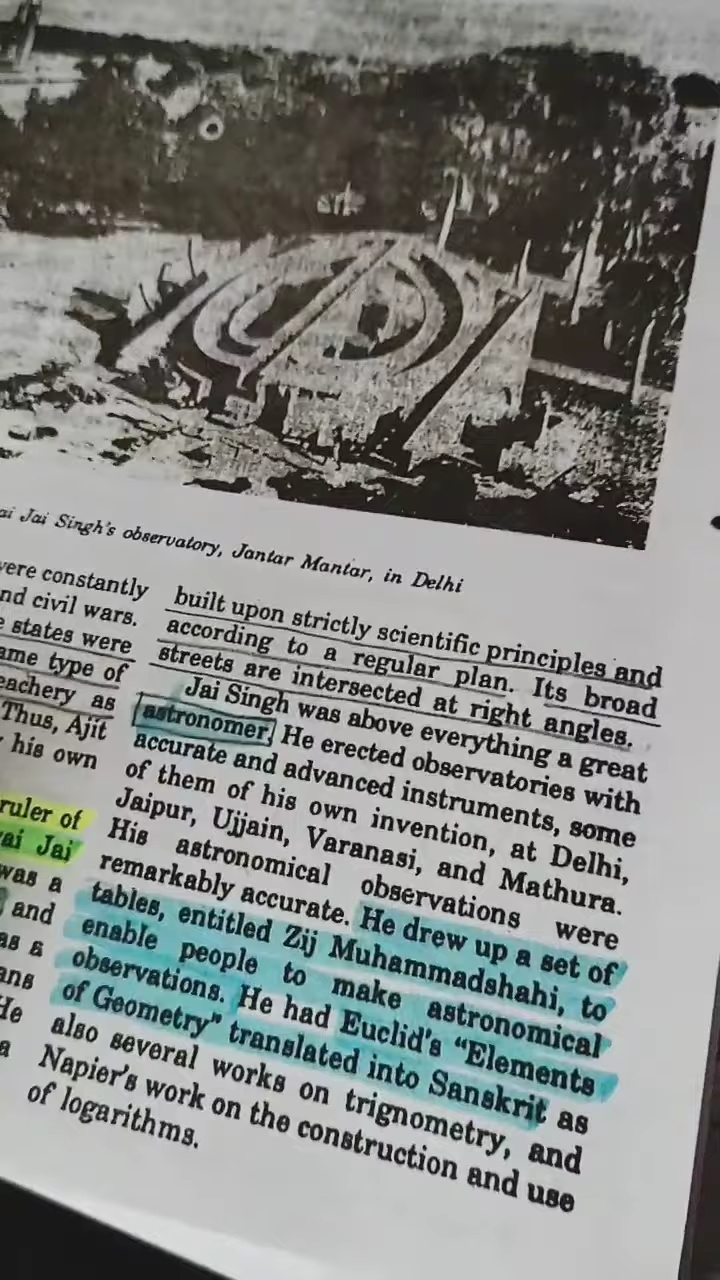 ai Jai Singh's observatory, Jantar Mantar, in Delhi
were constantly
nd civil wars.
e states were
ame type of
eachery as
Thus, Ajit
his own
ruler of
ai Jai
was a
and
as a
ans
He
a
built upon strictly scientific principles and
according to a regular plan. Its broad
streets are intersected at right angles.
Jai Singh was above everything a great
astronomer. He erected observatories with
accurate and advanced instruments, some
of them of his own invention, at Delhi,
Jaipur, Ujjain, Varanasi, and Mathura.
His astronomical observations were
remarkably accurate. He drew up a set of
tables, entitled Zij Muhammadshahi, to
enable people to make astronomical
observations. He had Euclid's "Elements
of Geometry" translated into Sanskrit as
also several works on trignometry, and
Napier's work on the construction and use
of logarithms.